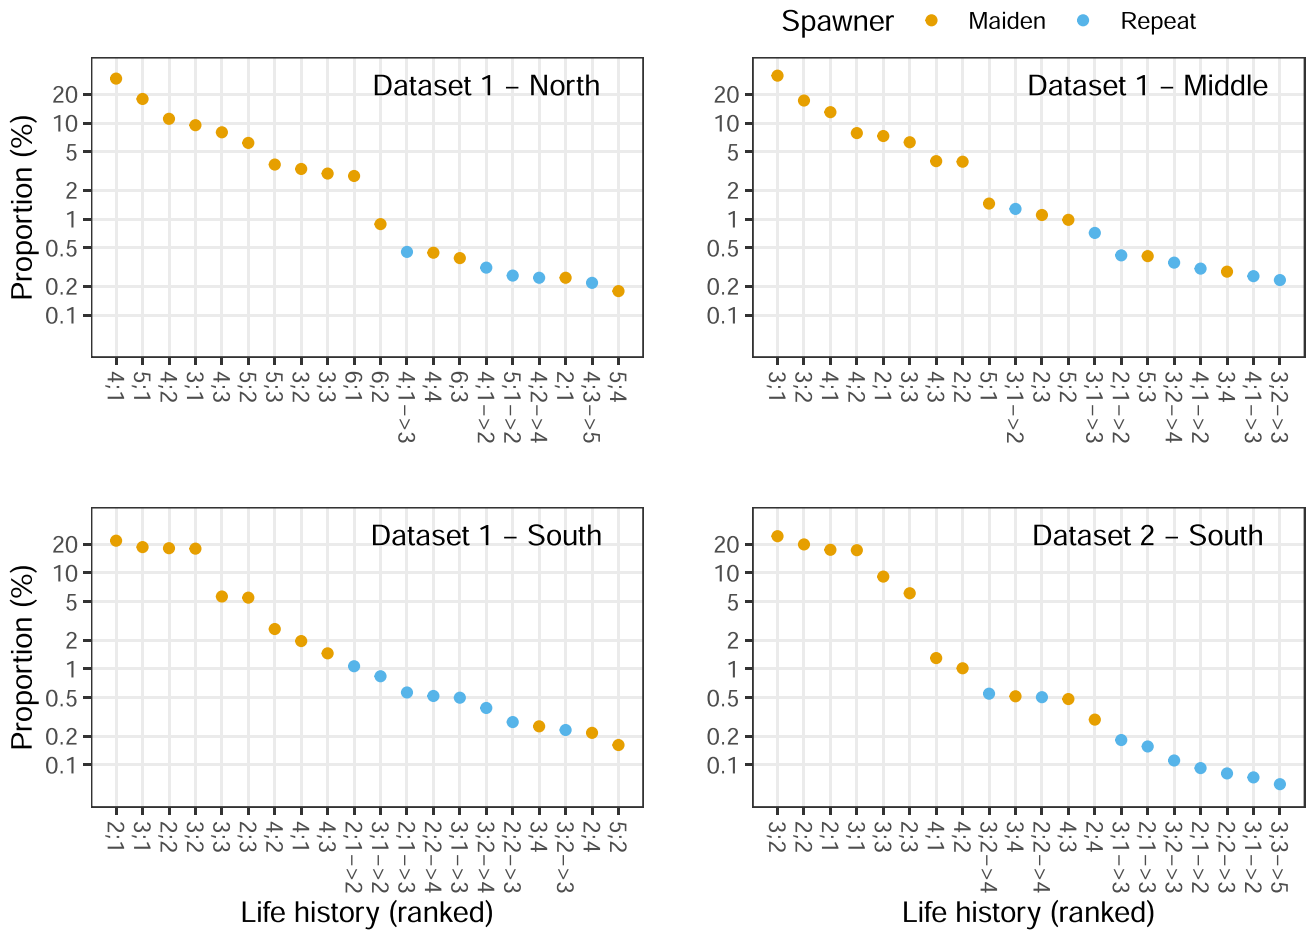 Spawner Maiden Repeat
Dataset 1 – North
Proportion (%)
20
10
5
2
1
0.5
0.2
0.1
4;1 5;1 4;2 3;1 4;3 5;2 5;3 3;2 3;3 6;1 6;2 4;1−>3 4;4 6;3 4;1−>2 5;1−>2 4;2−>4 2;1 4;3−>5 5;4
Dataset 1 – Middle
20
10
5
2
1
0.5
0.2
0.1
3;1 3;2 4;1 4;2 2;1 3;3 4;3 2;2 5;1 3;1−>2 2;3 5;2 3;1−>3 2;1−>2 5;3 3;2−>4 4;1−>2 3;4 4;1−>3 3;2−>3
Dataset 1 – South
Proportion (%)
20
10
5
2
1
0.5
0.2
0.1
2;1 3;1 2;2 3;2 3;3 2;3 4;2 4;1 4;3 2;1−>2 3;1−>2 2;1−>3 2;2−>4 3;1−>3 3;2−>4 2;2−>3 3;4 3;2−>3 2;4 5;2
Life history (ranked)
Dataset 2 – South
20
10
5
2
1
0.5
0.2
0.1
3;2 2;2 2;1 3;1 3;3 2;3 4;1 4;2 3;2−>4 3;4 2;2−>4 4;3 2;4 3;1−>3 2;1−>3 3;2−>3 2;1−>2 2;2−>3 3;1−>2 3;3−>5
Life history (ranked)